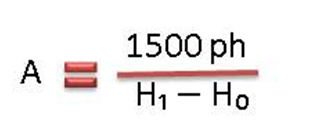 A = 1500 ph
H₁ – H₀